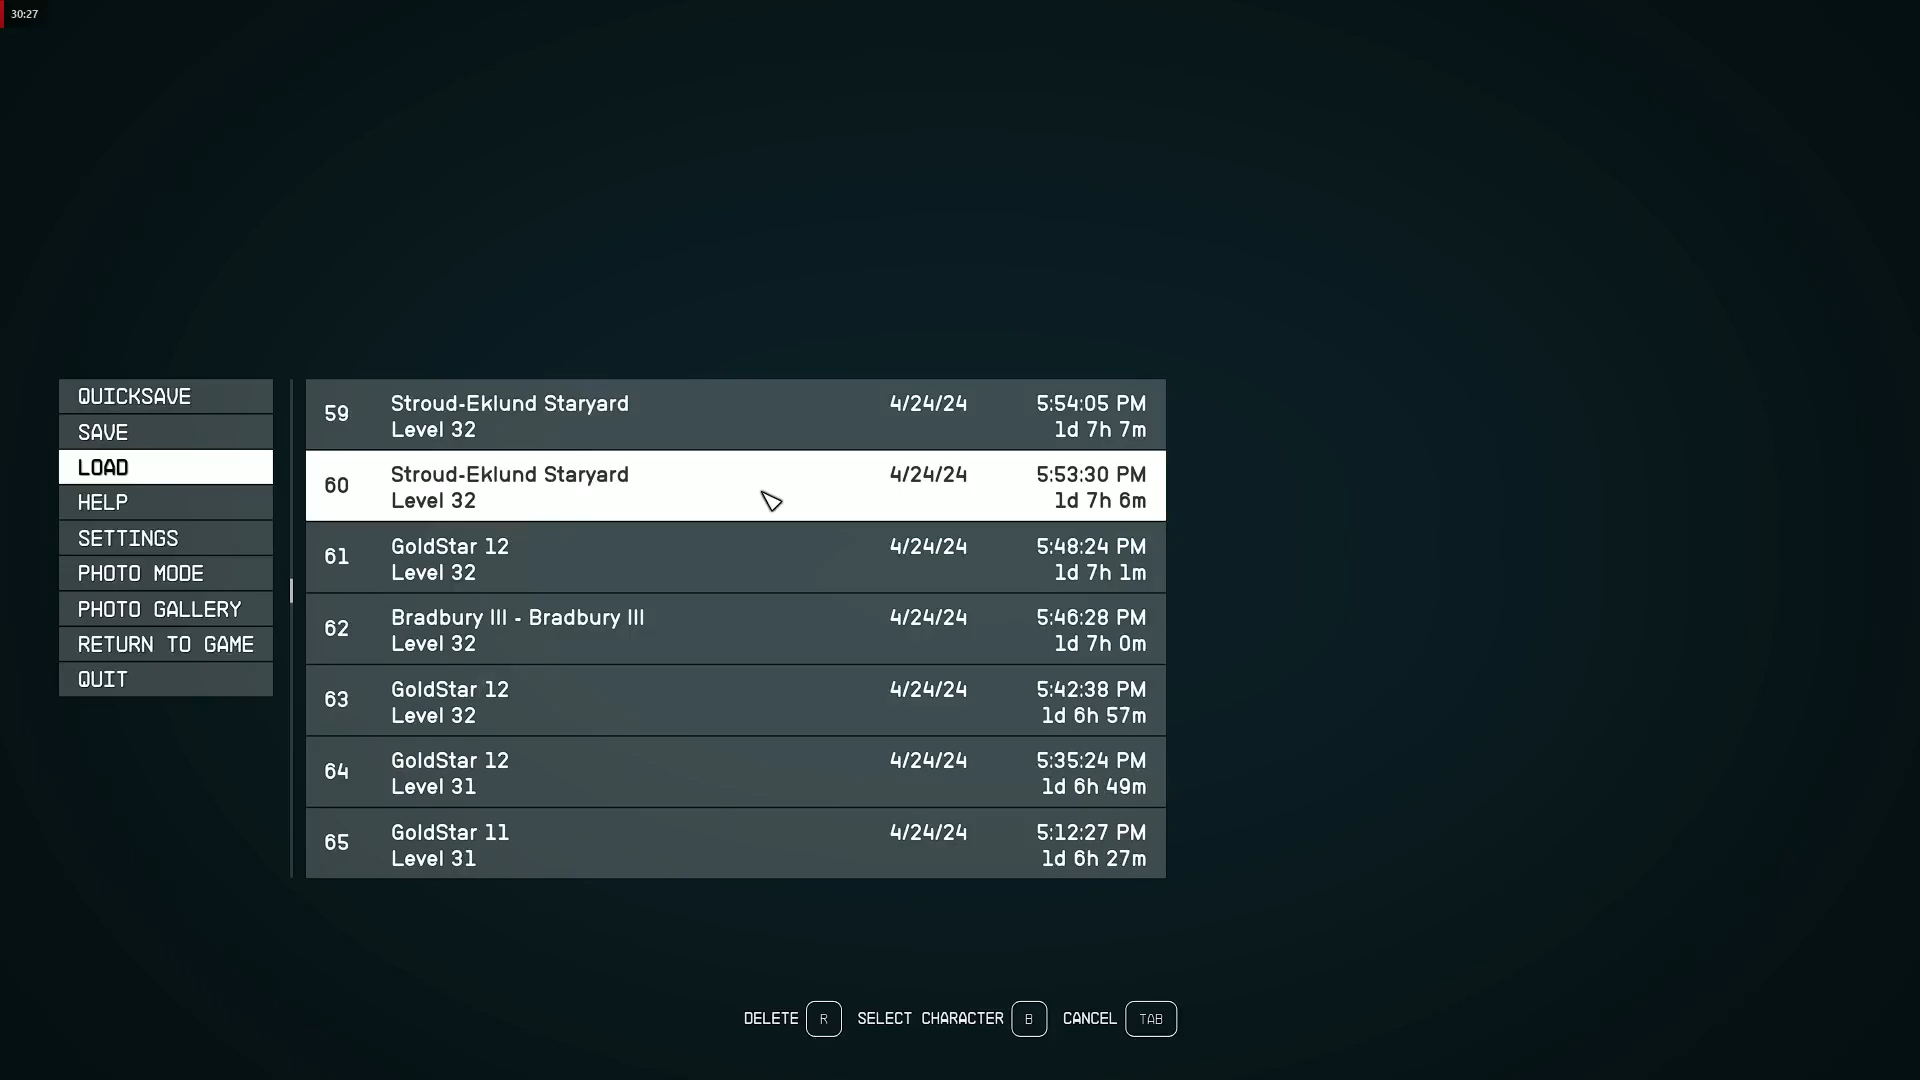 30:27
QUICKSAVE
SAVE
LOAD
HELP
SETTINGS
PHOTO MODE
PHOTO GALLERY
RETURN TO GAME
QUIT
59 Stroud-Eklund Staryard 4/24/24 5:54:05 PM
Level 32 1d 7h 7m
60 Stroud-Eklund Staryard 4/24/24 5:53:30 PM
Level 32 1d 7h 6m
61 GoldStar 12 4/24/24 5:48:24 PM
Level 32 1d 7h 1m
62 Bradbury III - Bradbury III 4/24/24 5:46:28 PM
Level 32 1d 7h 0m
63 GoldStar 12 4/24/24 5:42:38 PM
Level 32 1d 6h 57m
64 GoldStar 12 4/24/24 5:35:24 PM
Level 31 1d 6h 49m
65 GoldStar 11 4/24/24 5:12:27 PM
Level 31 1d 6h 27m
DELETE R SELECT CHARACTER B CANCEL TAB